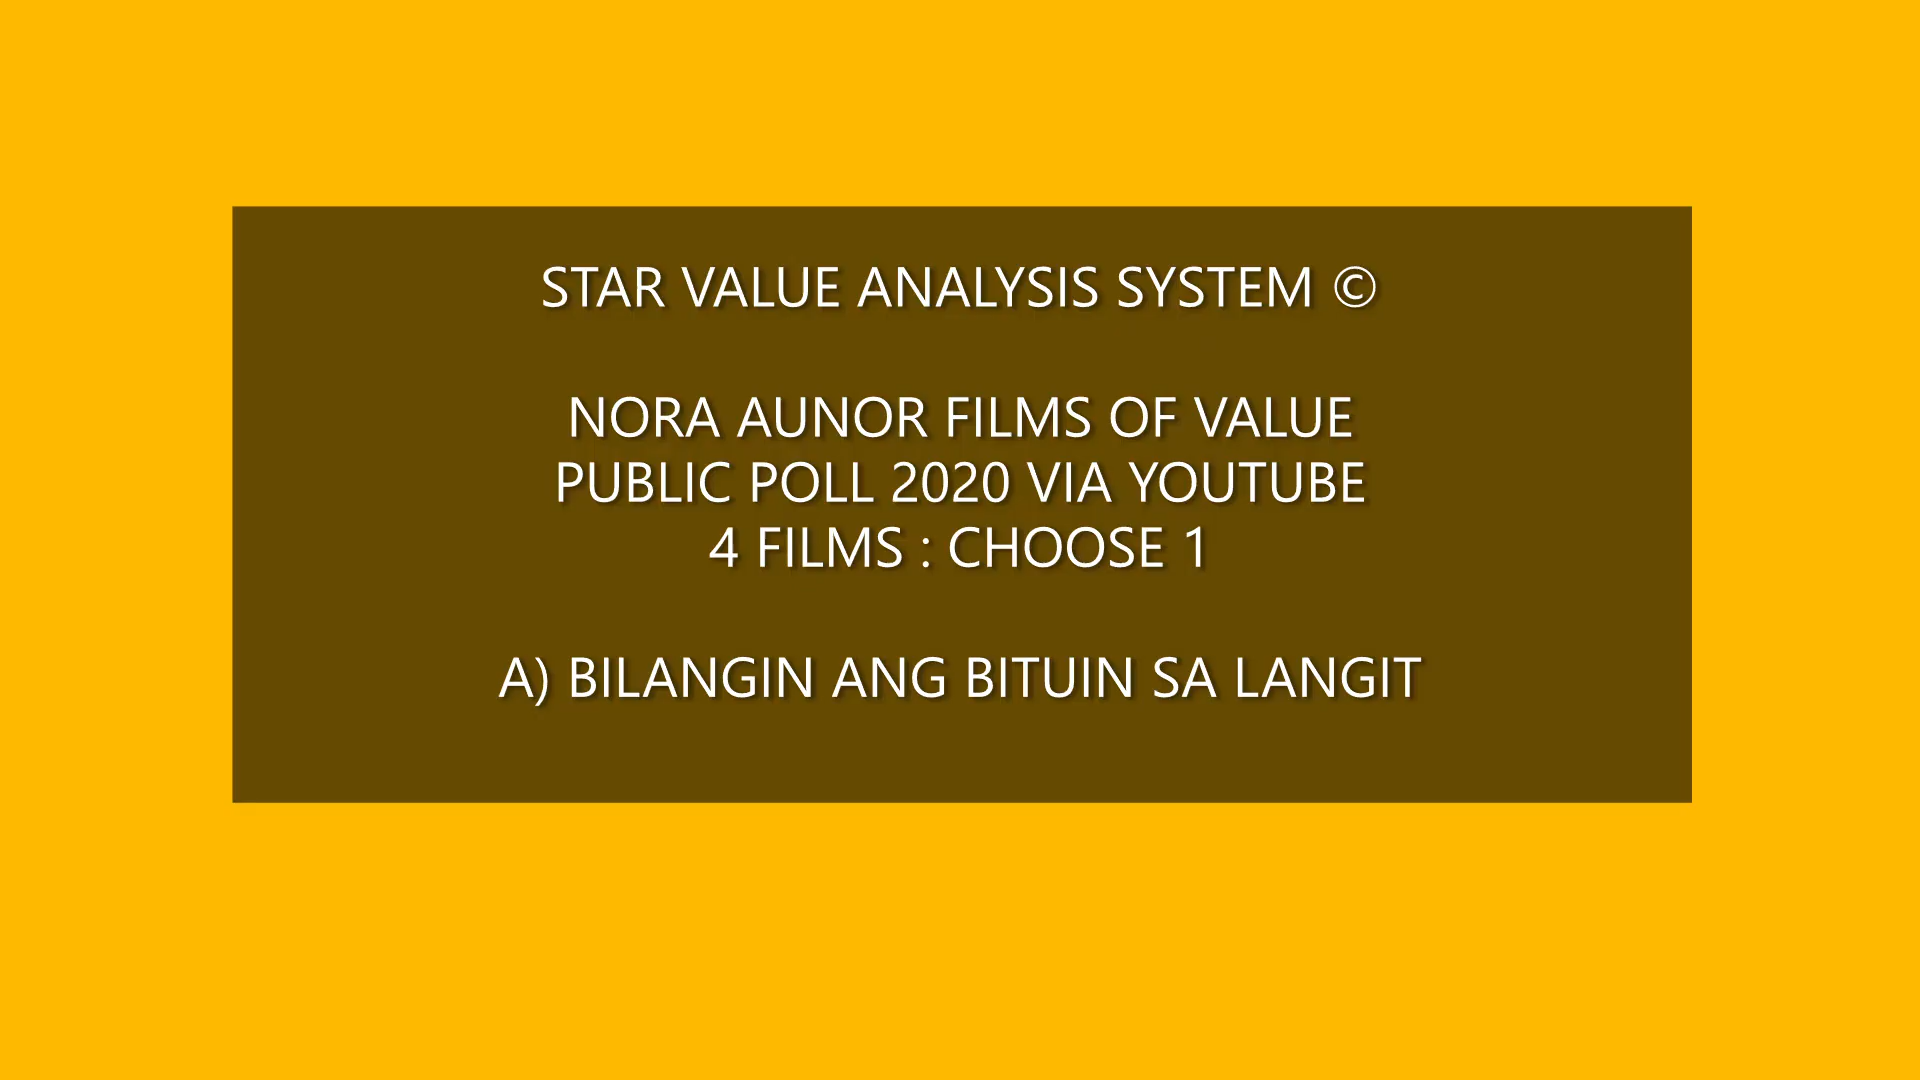 STAR VALUE ANALYSIS SYSTEM ©
NORA AUNOR FILMS OF VALUE
PUBLIC POLL 2020 VIA YOUTUBE
4 FILMS : CHOOSE 1
A) BILANGIN ANG BITUIN SA LANGIT